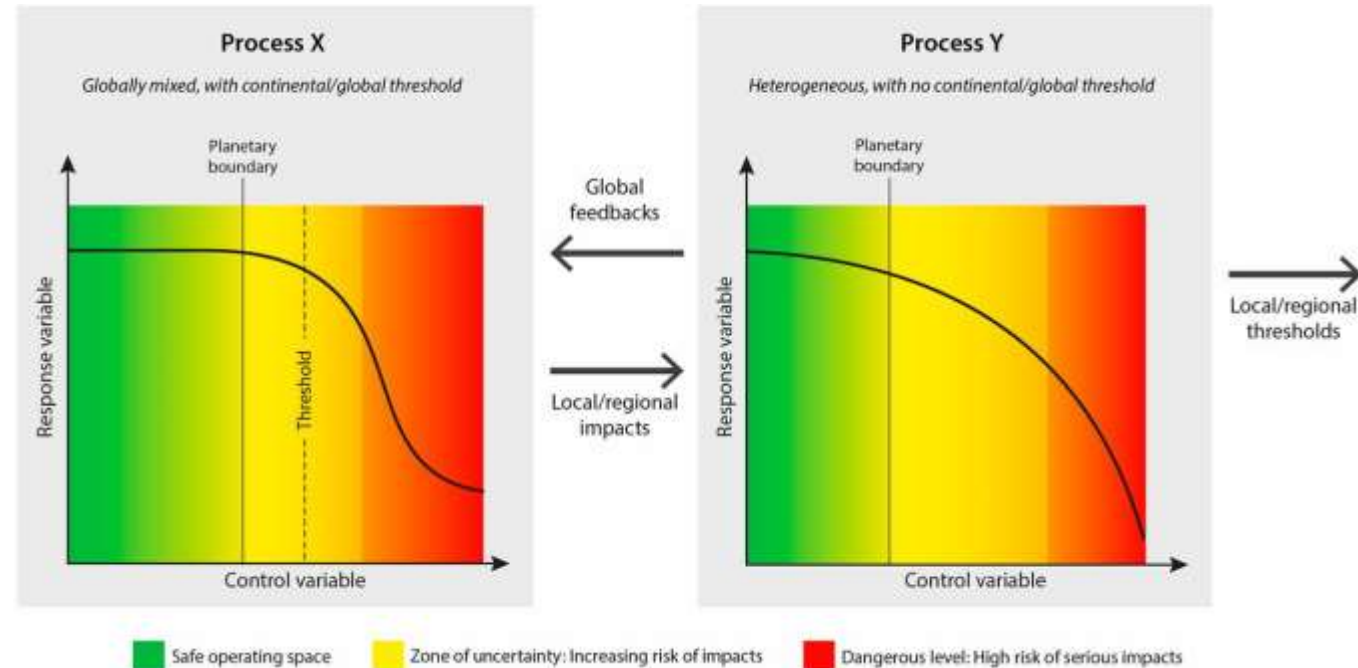 Process X
Globally mixed, with continental/global threshold
Planetary
boundary
Response variable
Threshold
Control variable
Global
feedbacks
Local/regional
impacts
Process Y
Heterogeneous, with no continental/global threshold
Planetary
boundary
Response variable
Control variable
Local/regional
thresholds
Safe operating space
Zone of uncertainty: Increasing risk of impacts
Dangerous level: High risk of serious impacts